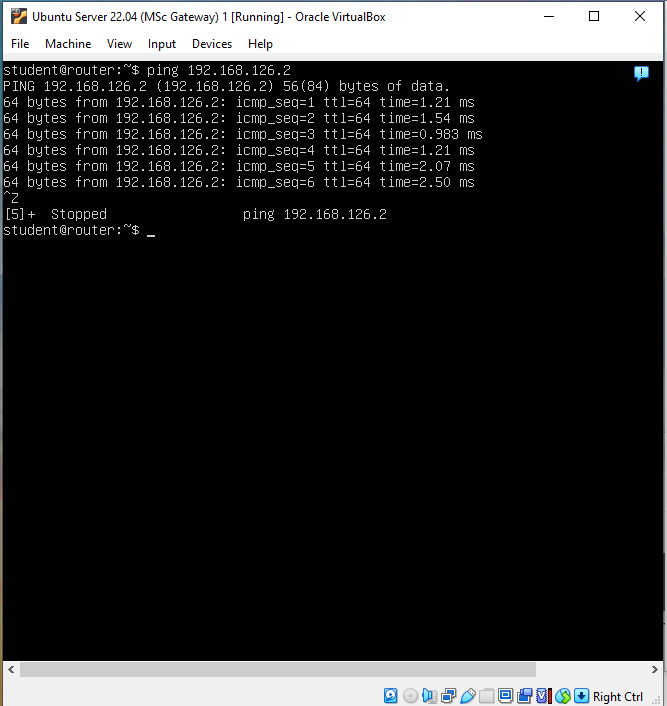 Ubuntu Server 22.04 (MSc Gateway) 1 [Running] - Oracle VirtualBox
File Machine View Input Devices Help
student@router:~$ ping 192.168.126.2
PING 192.168.126.2 (192.168.126.2) 56(84) bytes of data.
64 bytes from 192.168.126.2: icmp_seq=1 ttl=64 time=1.21 ms
64 bytes from 192.168.126.2: icmp_seq=2 ttl=64 time=1.54 ms
64 bytes from 192.168.126.2: icmp_seq=3 ttl=64 time=0.983 ms
64 bytes from 192.168.126.2: icmp_seq=4 ttl=64 time=1.21 ms
64 bytes from 192.168.126.2: icmp_seq=5 ttl=64 time=2.07 ms
64 bytes from 192.168.126.2: icmp_seq=6 ttl=64 time=2.50 ms
^Z
[5]+  Stopped                 ping 192.168.126.2
student@router:~$ _
Right Ctrl